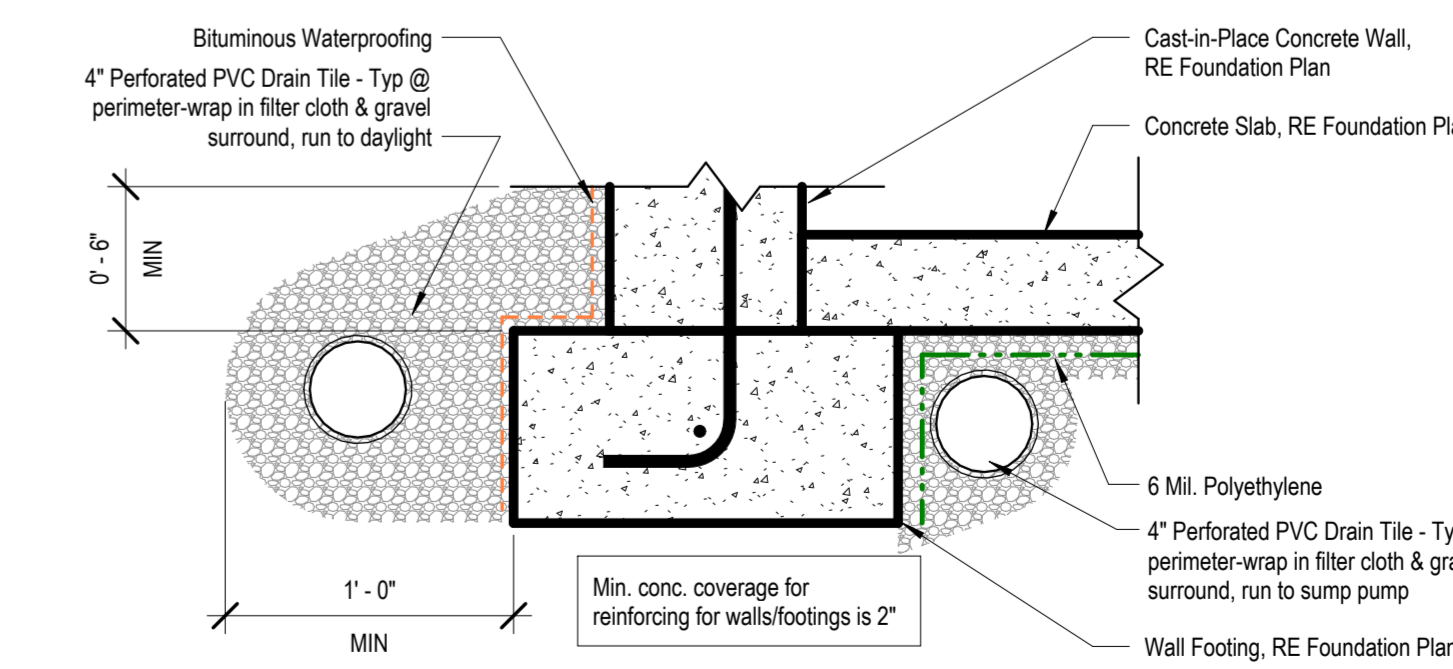 Bituminous Waterproofing
4" Perforated PVC Drain Tile - Typ @
perimeter-wrap in filter cloth & gravel
surround, run to daylight
Cast-in-Place Concrete Wall,
RE Foundation Plan
Concrete Slab, RE Foundation
0' - 6"
MIN
6 Mil. Polyethylene
4" Perforated PVC Drain Tile -
perimeter-wrap in filter cloth &
surround, run to sump pump
Wall Footing, RE Foundation Plan
1' - 0"
MIN
Min. conc. coverage for
reinforcing for walls/footings is 2"